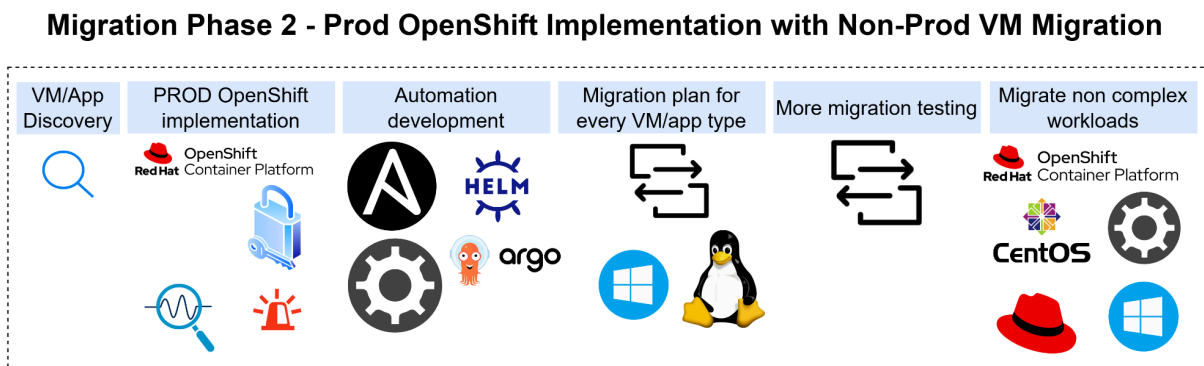 Migration Phase 2 - Prod OpenShift Implementation with Non-Prod VM Migration
VM/App
Discovery
PROD OpenShift
implementation
Automation
development
Migration plan for
every VM/app type
More migration testing
Migrate non complex
workloads
Red Hat
OpenShift
Container Platform
HELM
argo
Red Hat
OpenShift
Container Platform
CentOS